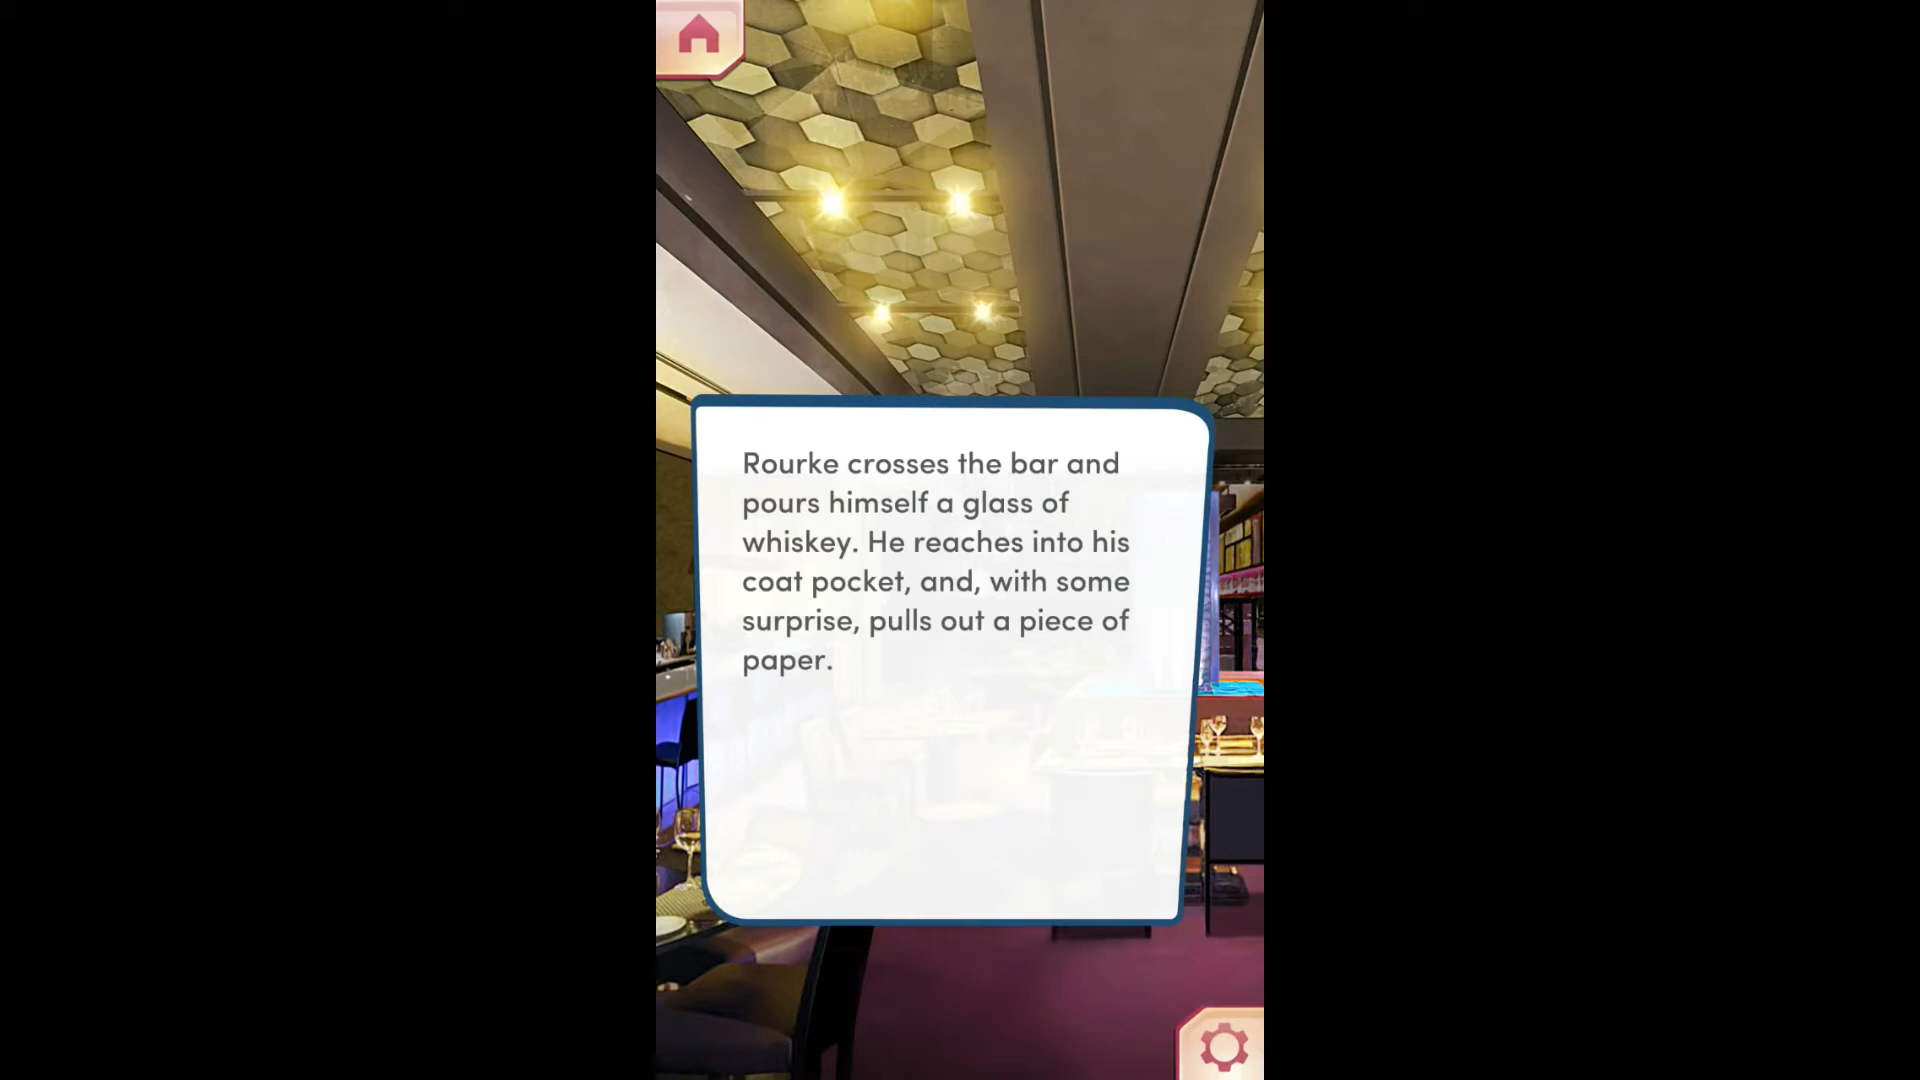 Rourke crosses the bar and
pours himself a glass of
whiskey. He reaches into his
coat pocket, and, with some
surprise, pulls out a piece of
paper.